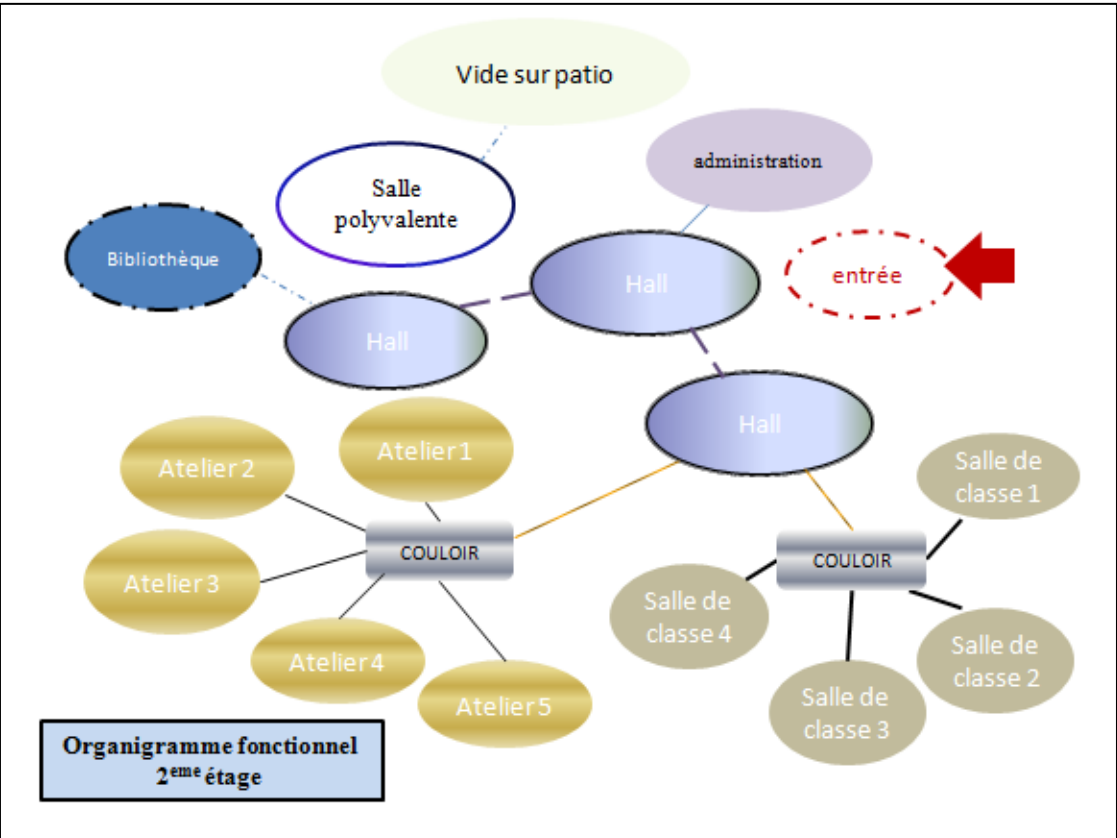 Vide sur patio
administration
Salle
polyvalente
Bibliothèque
Hall
entrée
Hall
Hall
Atelier 1
Atelier 2
Salle de
classe 1
COULOIR
COULOIR
Atelier 3
Salle de
classe 4
Atelier 4
Salle de
classe 2
Atelier 5
Salle de
classe 3
Organigramme fonctionnel
2eme étage